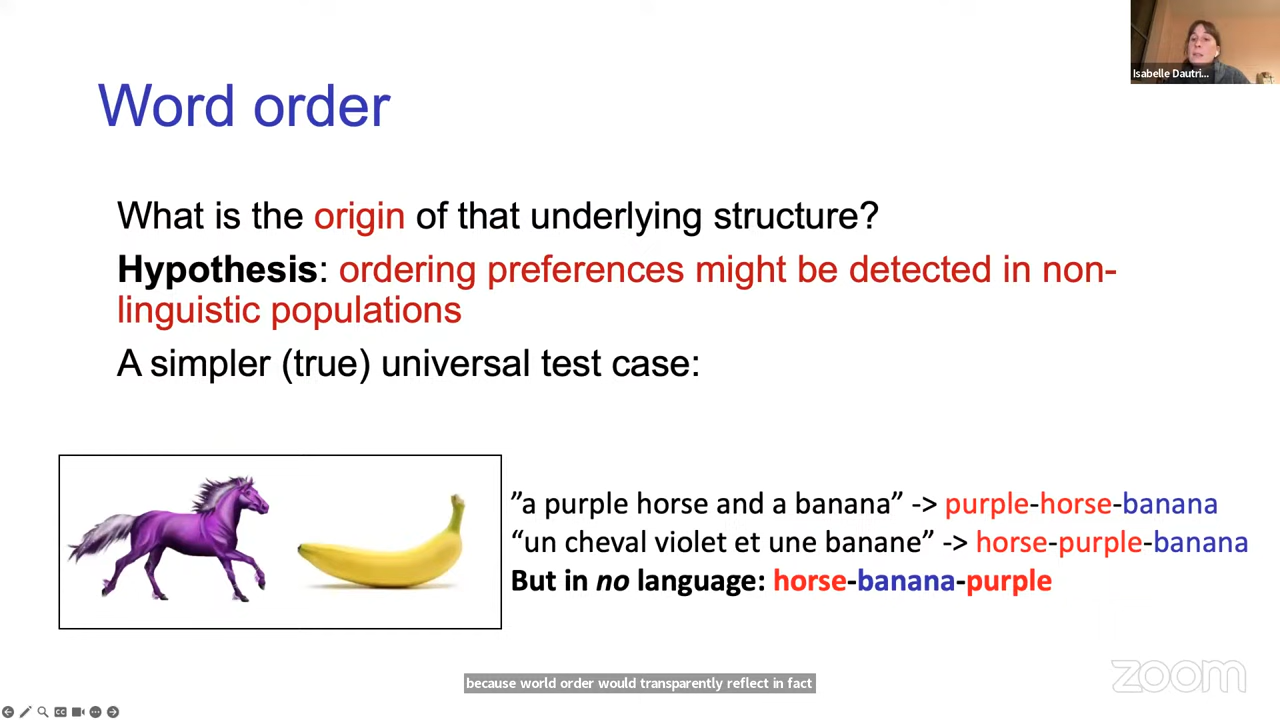 Isabelle Dautri...
Word order
What is the origin of that underlying structure?
Hypothesis: ordering preferences might be detected in non-
linguistic populations
A simpler (true) universal test case:
”a purple horse and a banana” -> purple-horse-banana
“un cheval violet et une banane” -> horse-purple-banana
But in no language: horse-banana-purple
because world order would transparently reflect in fact
zoom